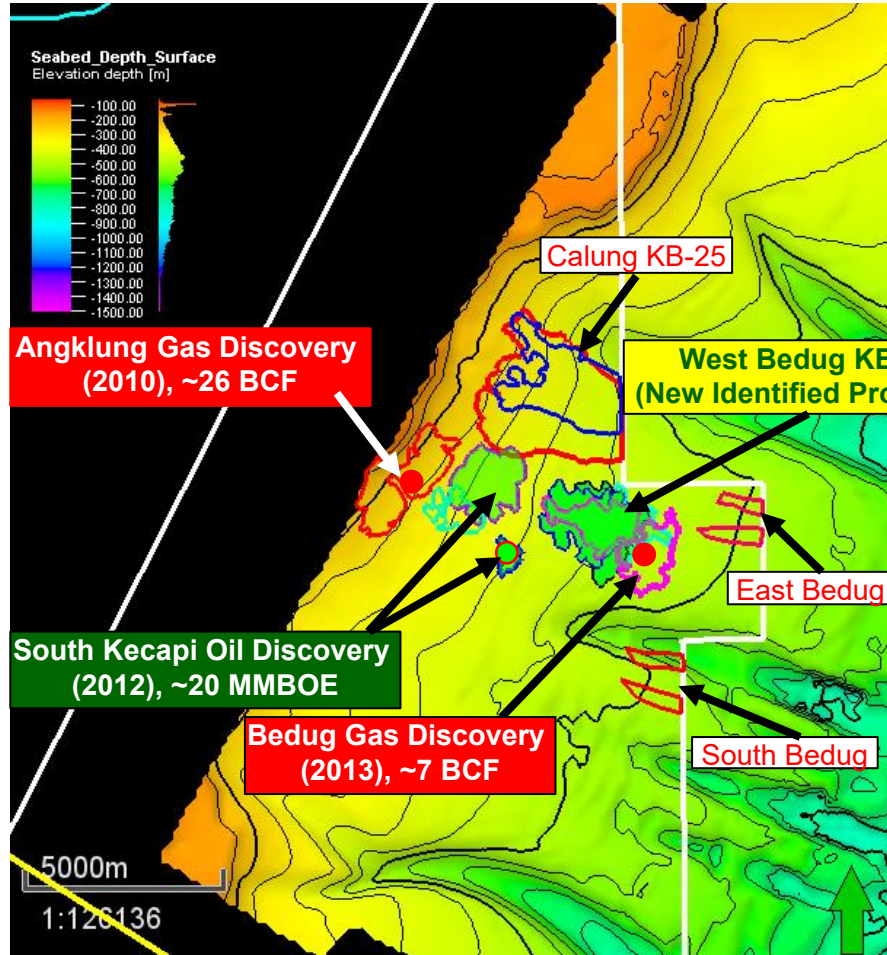 Seabed_Depth_Surface
Elevation depth [m]
-100.00
-200.00
-300.00
-400.00
-500.00
-600.00
-700.00
-800.00
-900.00
-1000.00
-1100.00
-1200.00
-1300.00
-1400.00
-1500.00
Calung KB-25
Angklung Gas Discovery
(2010), ~26 BCF
West Bedug KB
(New Identified Pro
East Bedug
South Kecapi Oil Discovery
(2012), ~20 MMBOE
Bedug Gas Discovery
(2013), ~7 BCF
South Bedug
5000m
1:126136